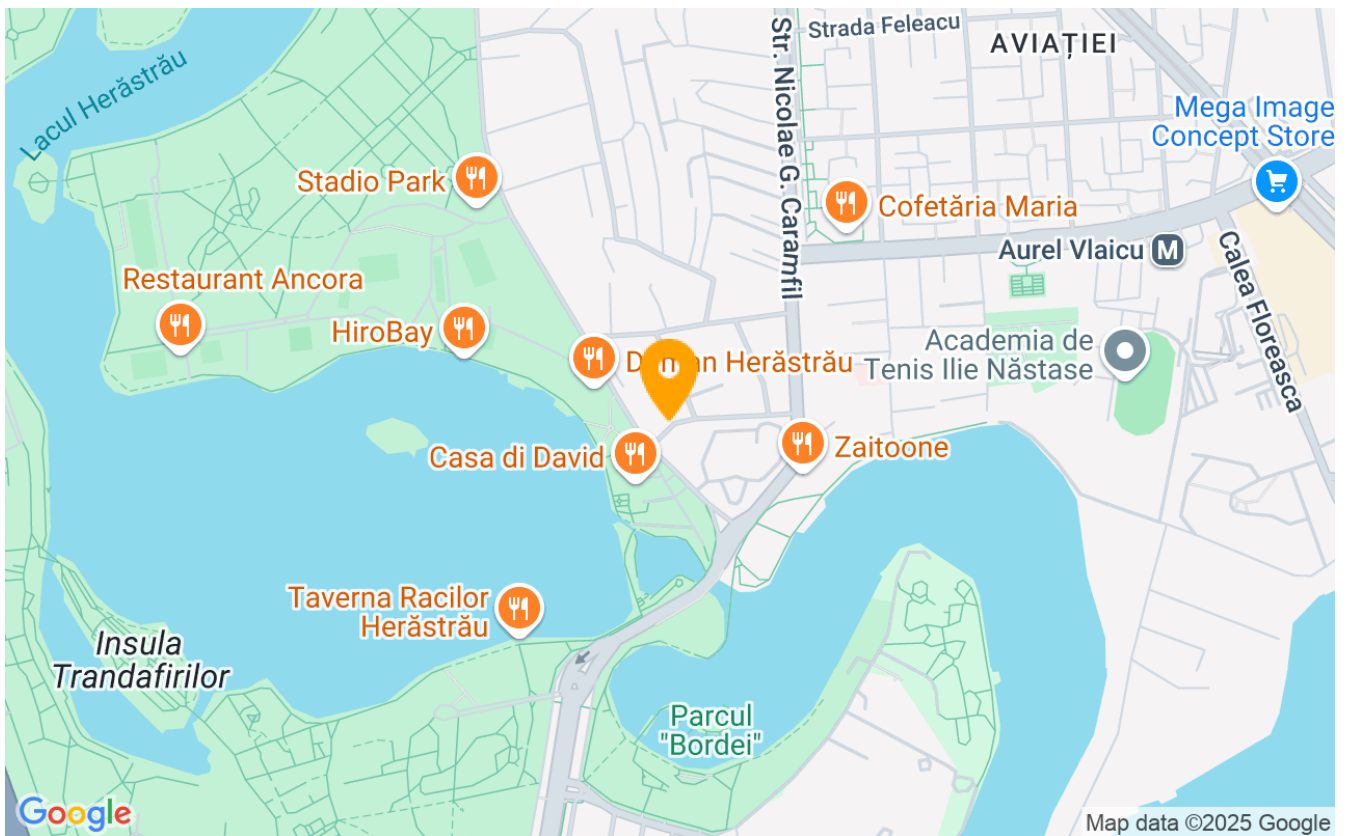 Strada Feleacu
AVIAȚIEI
Str. Nicolae G. Caramfil
Lacul Herăstrău
Mega Image
Concept Store
Stadio Park
Cofetăria Maria
Aurel Vlaicu M
Calea Floreasca
Restaurant Ancora
HiroBay
Herăstrău
Academia de
Tenis Ilie Năstase
Casa di David
Zaitoone
Taverna Racilor
Herăstrău
Insula
Trandafirilor
Parcul
"Bordei"
Google
Map data ©2025 Google